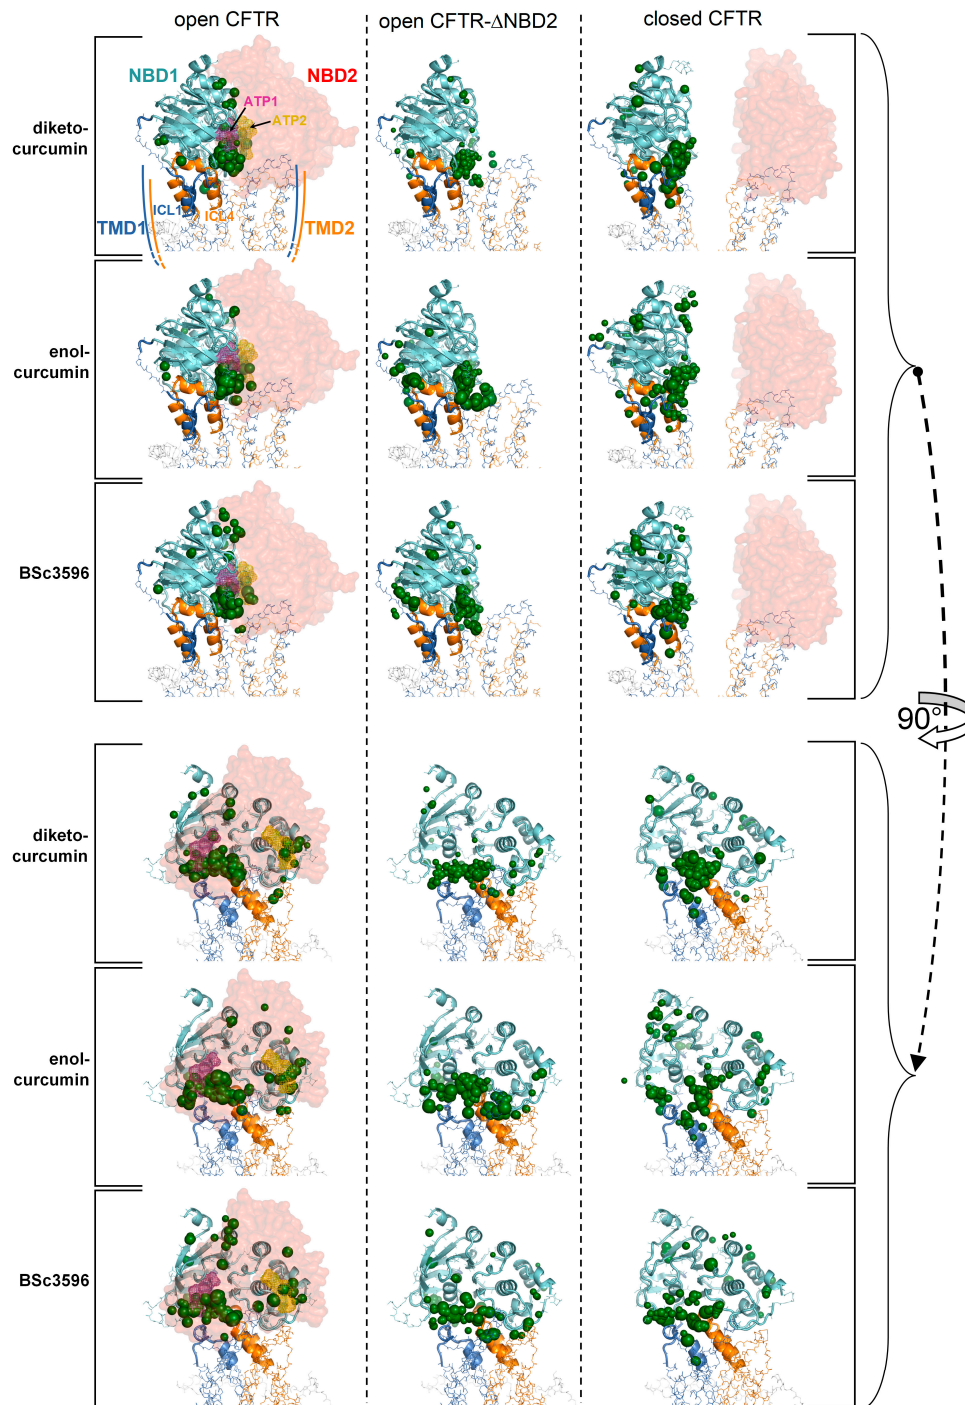 open CFTR
open CFTR-ΔNBD2
closed CFTR
NBD1
NBD2
ATP1
ATP2
diketo-
curcumin
ICL1
ICL4
TMD1
TMD2
enol-
curcumin
BSc3596
90°
diketo-
curcumin
enol-
curcumin
BSc3596